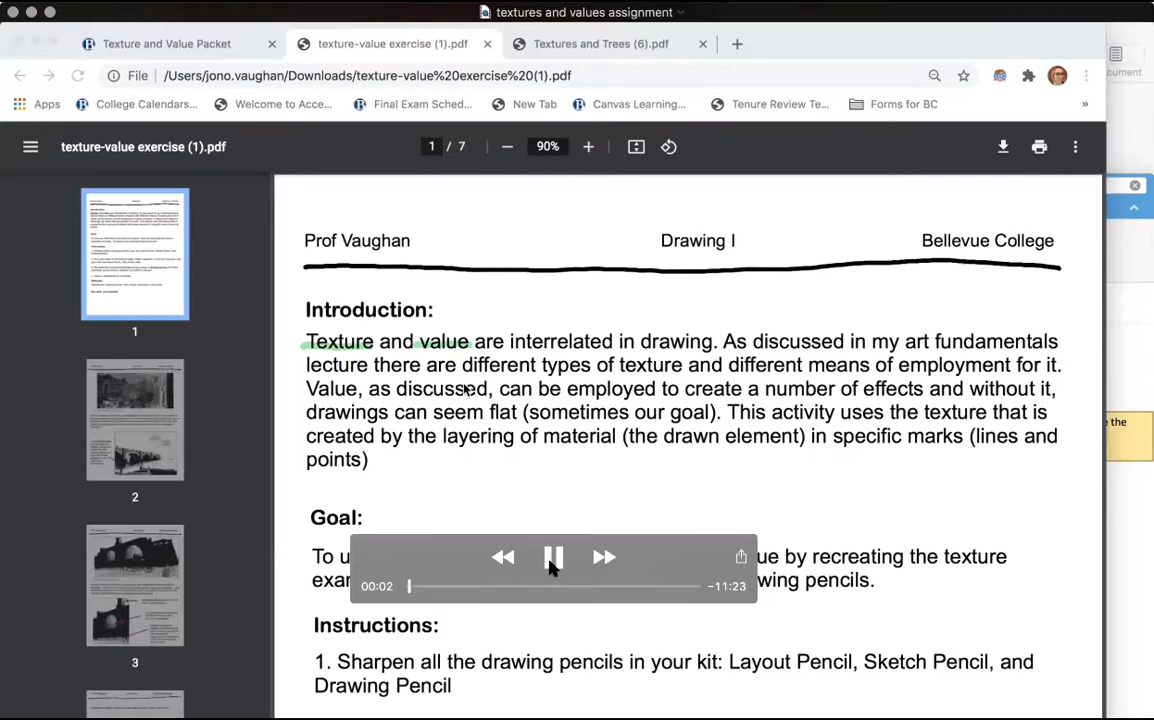 textures and values assignment
Texture and Value Packet
texture-value exercise (1).pdf
Textures and Trees (6).pdf
File
/Users/jono.vaughan/Downloads/texture-value%20exercise%20(1).pdf
Apps
College Calendars...
Welcome to Acce...
Final Exam Sched...
New Tab
Canvas Learning...
Tenure Review Te...
Forms for BC
»
cument
texture-value exercise (1).pdf
1 / 7
90%
Prof Vaughan Drawing I Bellevue College
Introduction:
Texture and value are interrelated in drawing. As discussed in my art fundamentals
lecture there are different types of texture and different means of employment for it.
Value, as discussed, can be employed to create a number of effects and without it,
drawings can seem flat (sometimes our goal). This activity uses the texture that is
created by the layering of material (the drawn element) in specific marks (lines and
points)
Goal:
To u ue by recreating the texture
exar wing pencils.
00:02
-11:23
Instructions:
1. Sharpen all the drawing pencils in your kit: Layout Pencil, Sketch Pencil, and
Drawing Pencil
1
2
3
the